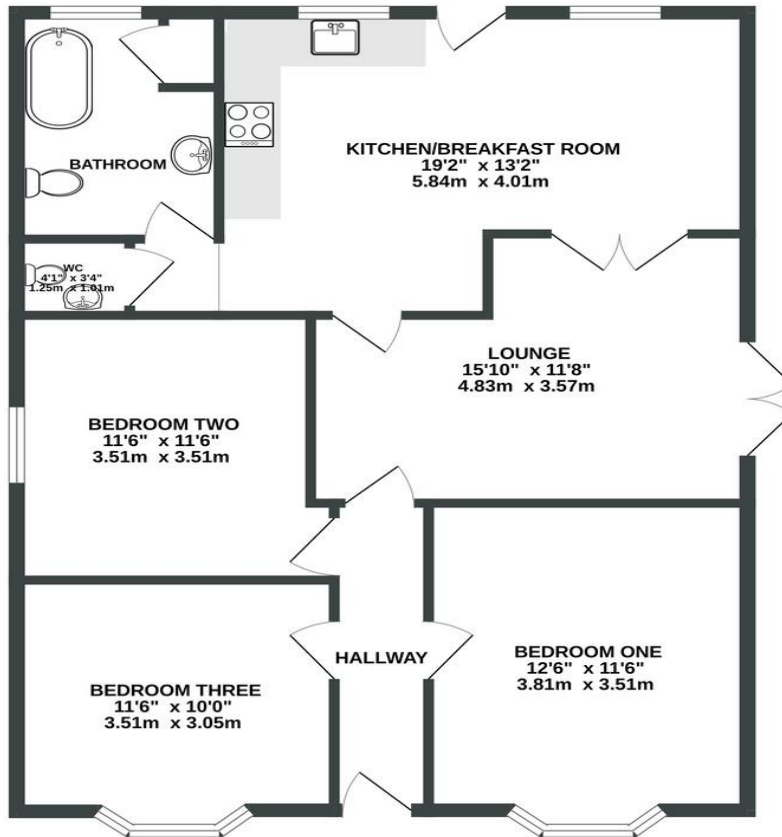 KITCHEN/BREAKFAST ROOM
19'2" x 13'2"
5.84m x 4.01m
BATHROOM
WC
4'1" x 3'4"
1.25m x 1.01m
LOUNGE
15'10" x 11'8"
4.83m x 3.57m
BEDROOM TWO
11'6" x 11'6"
3.51m x 3.51m
HALLWAY
BEDROOM ONE
12'6" x 11'6"
3.81m x 3.51m
BEDROOM THREE
11'6" x 10'0"
3.51m x 3.05m